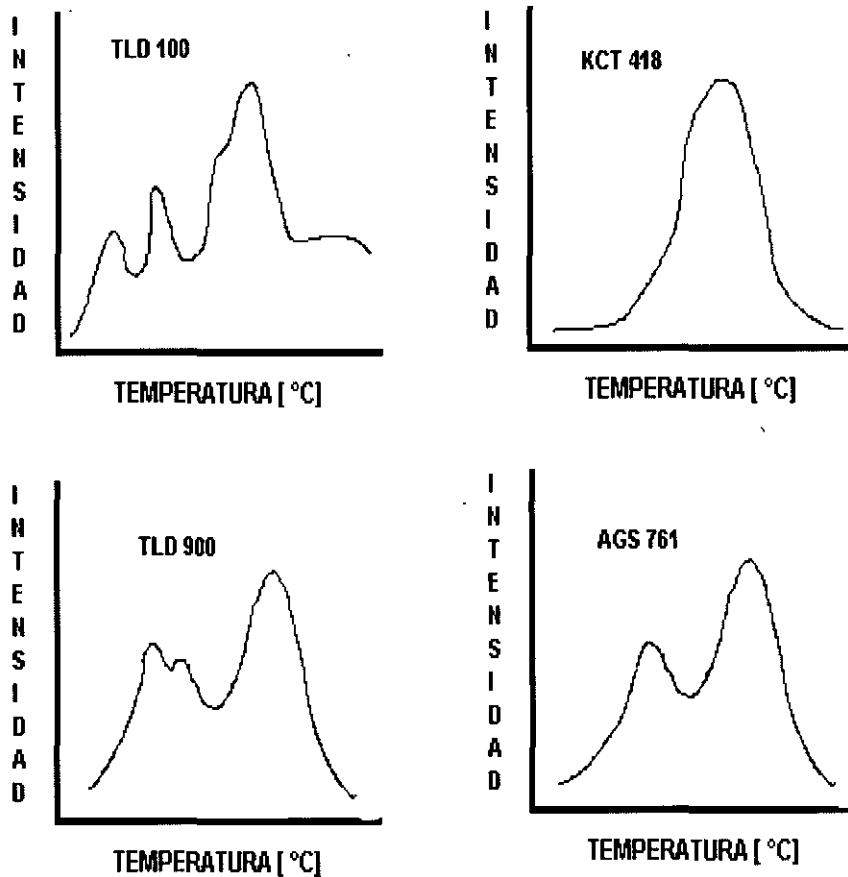 INTENSIDAD
TLD 100
TEMPERATURA [ °C]
INTENSIDAD
KCT 418
TEMPERATURA [ °C]
INTENSIDAD
TLD 900
TEMPERATURA [ °C]
INTENSIDAD
AGS 761
TEMPERATURA [ °C]